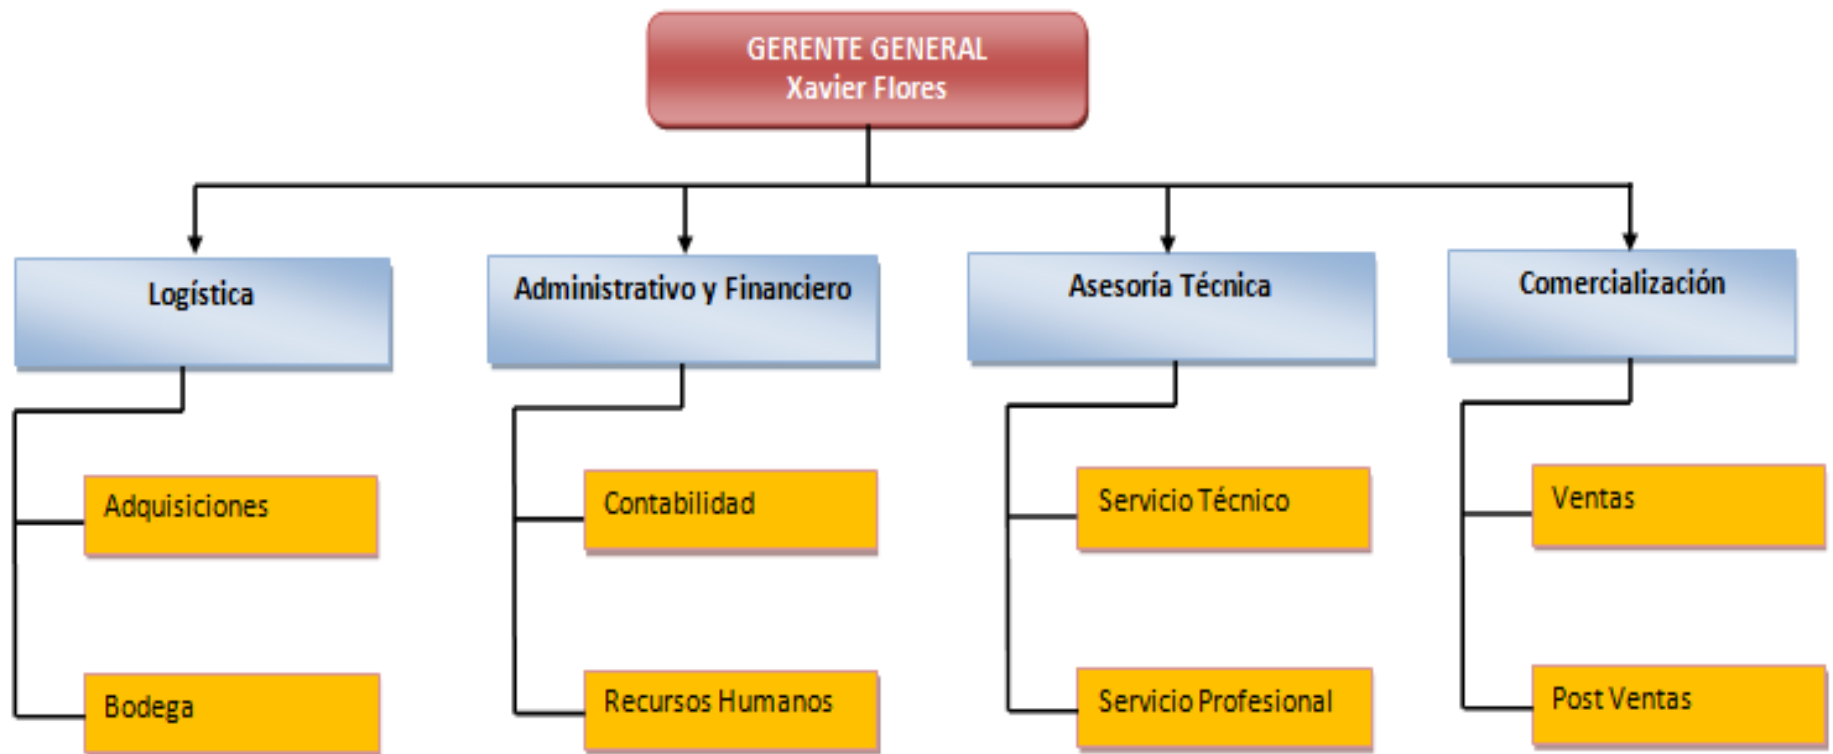 GERENTE GENERAL
Xavier Flores
Logística
Administrativo y Financiero
Asesoría Técnica
Comercialización
Adquisiciones
Contabilidad
Servicio Técnico
Ventas
Bodega
Recursos Humanos
Servicio Profesional
Post Ventas